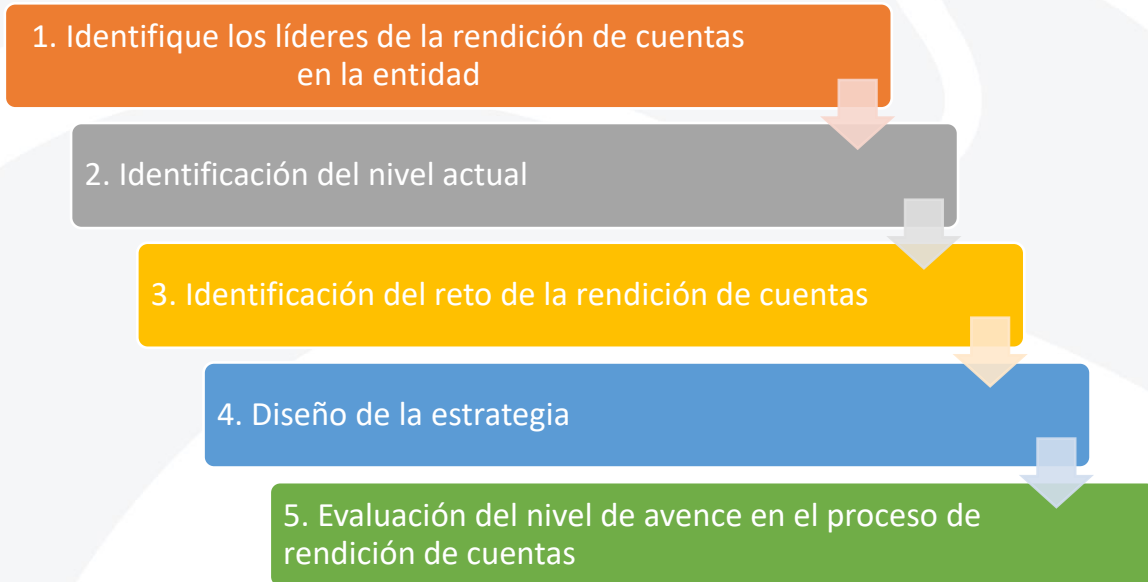 1. Identifique los líderes de la rendición de cuentas
en la entidad
2. Identificación del nivel actual
3. Identificación del reto de la rendición de cuentas
4. Diseño de la estrategia
5. Evaluación del nivel de avence en el proceso de
rendición de cuentas